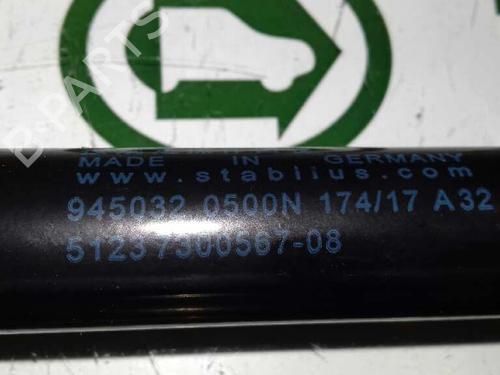 B-PARTS
MADE IN GERMANY
www.stabilus.com
945032 0500N 174/17 A32
51237300567-08